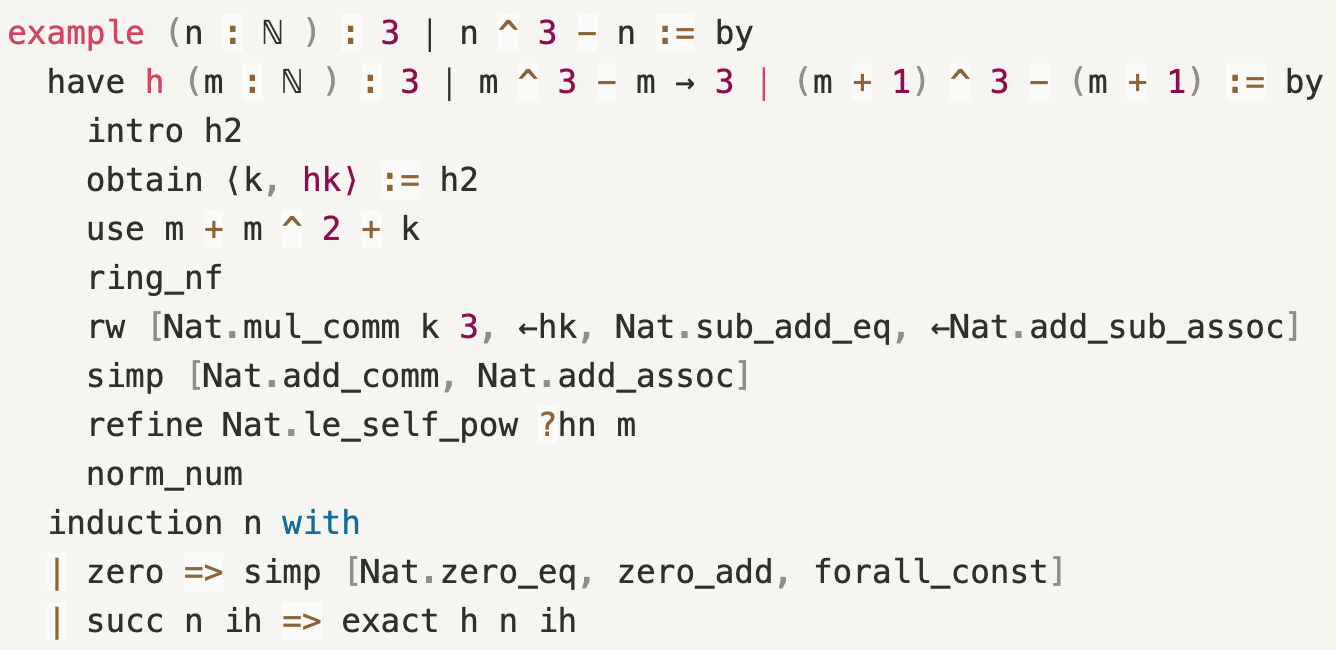 example (n : ℕ ) : 3 | n ^ 3 - n := by
have h (m : ℕ ) : 3 | m ^ 3 - m → 3 | (m + 1) ^ 3 - (m + 1) := by
intro h2
obtain ⟨k, hk⟩ := h2
use m + m ^ 2 + k
ring_nf
rw [Nat.mul_comm k 3, ←hk, Nat.sub_add_eq, ←Nat.add_sub_assoc]
simp [Nat.add_comm, Nat.add_assoc]
refine Nat.le_self_pow ?hn m
norm_num
induction n with
| zero => simp [Nat.zero_eq, zero_add, forall_const]
| succ n ih => exact h n ih